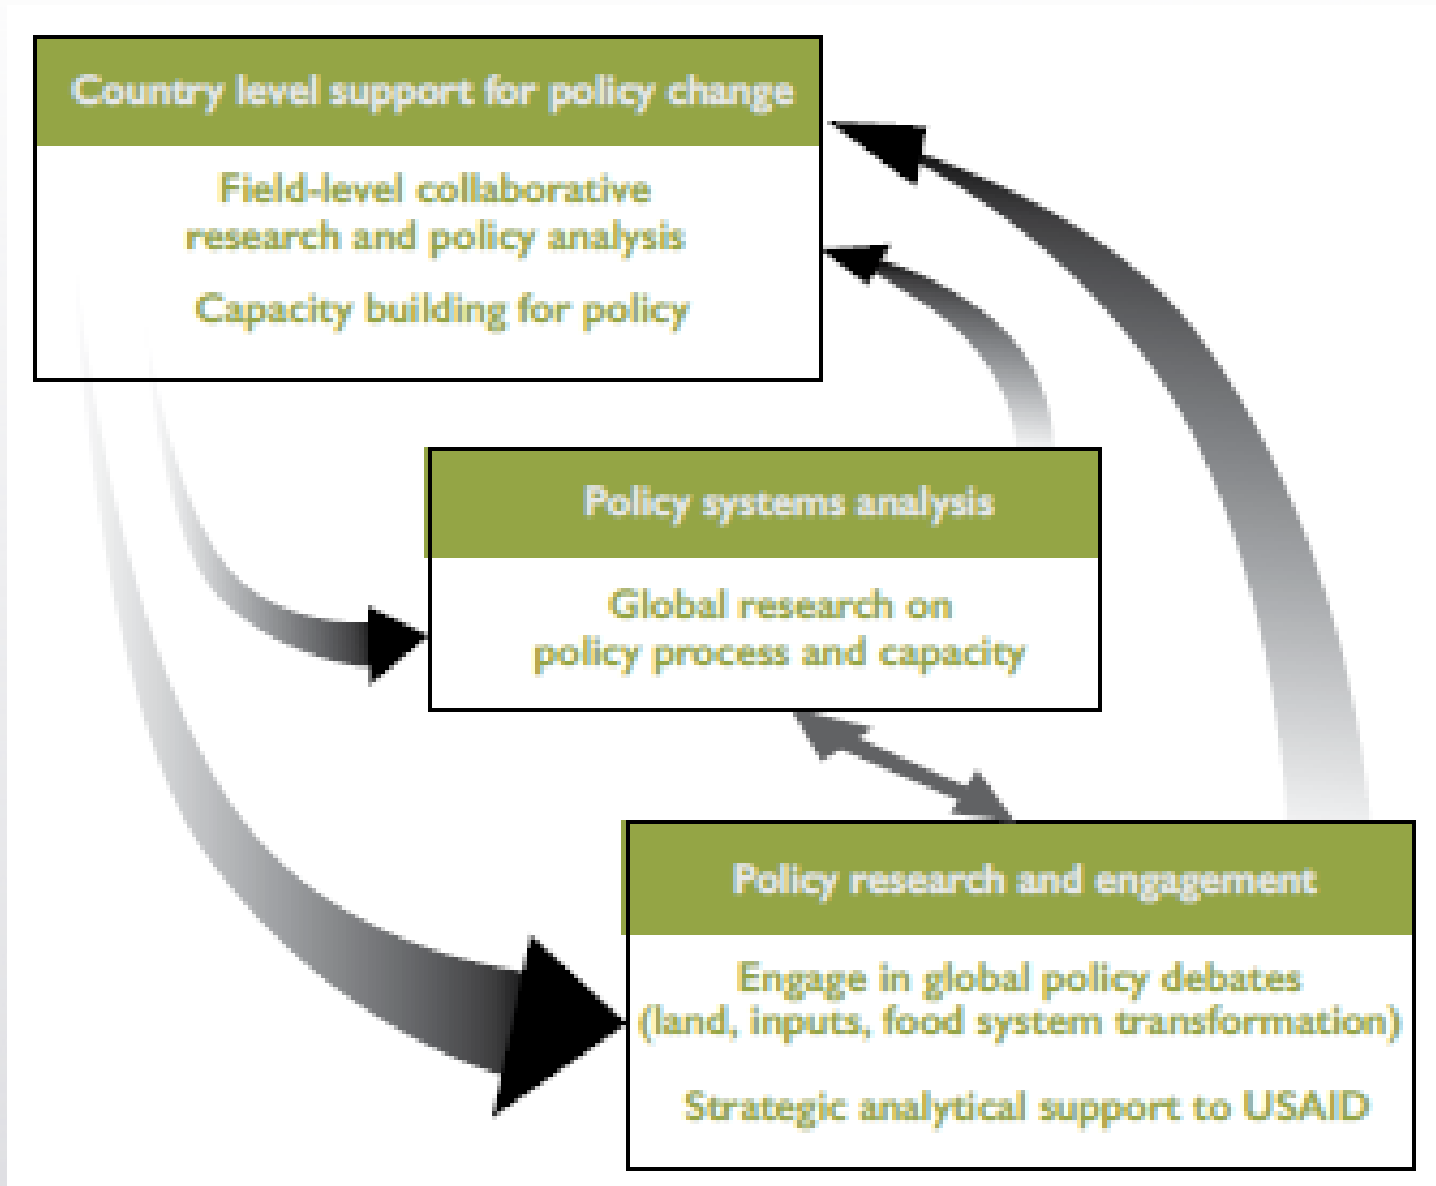 Country level support for policy change
Field-level collaborative
research and policy analysis
Capacity building for policy
Policy systems analysis
Global research on
policy process and capacity
Policy research and engagement
Engage in global policy debates
(land, inputs, food system transformation)
Strategic analytical support to USAID